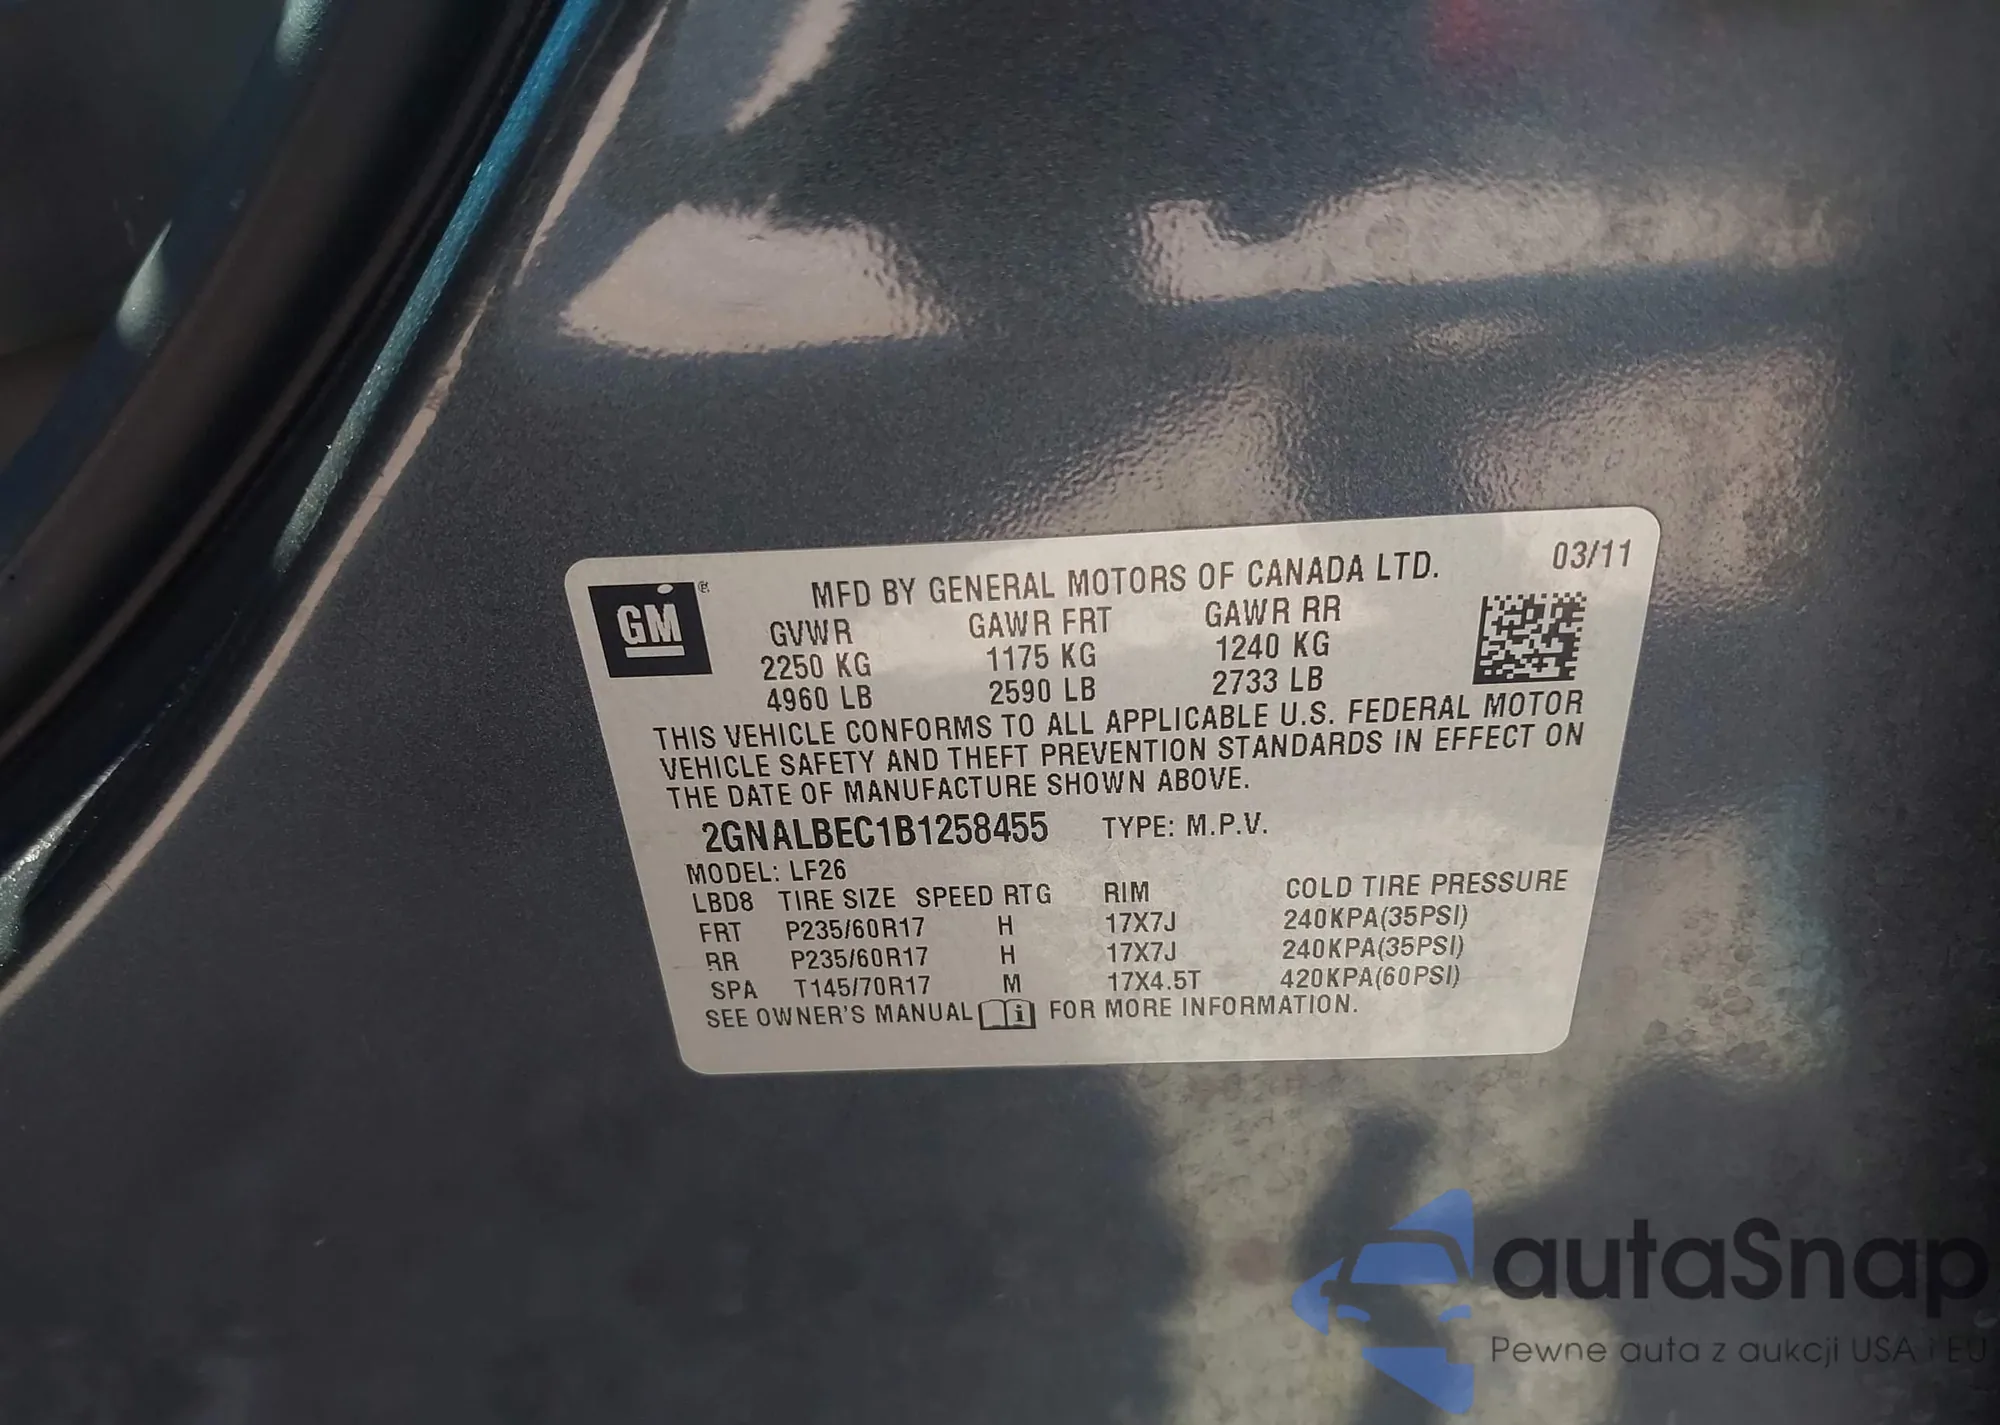 GM ®
MFD BY GENERAL MOTORS OF CANADA LTD. 03/11
GVWR GAWR FRT GAWR RR
2250 KG 1175 KG 1240 KG
4960 LB 2590 LB 2733 LB
THIS VEHICLE CONFORMS TO ALL APPLICABLE U.S. FEDERAL MOTOR
VEHICLE SAFETY AND THEFT PREVENTION STANDARDS IN EFFECT ON
THE DATE OF MANUFACTURE SHOWN ABOVE.
2GNALBEC1B1258455 TYPE: M.P.V.
MODEL: LF26
LBD8 TIRE SIZE SPEED RTG RIM COLD TIRE PRESSURE
FRT P235/60R17 H 17X7J 240KPA(35PSI)
RR P235/60R17 H 17X7J 240KPA(35PSI)
SPA T145/70R17 M 17X4.5T 420KPA(60PSI)
SEE OWNER'S MANUAL i FOR MORE INFORMATION.
autaSnap
Pewne auta z aukcji USA i EU